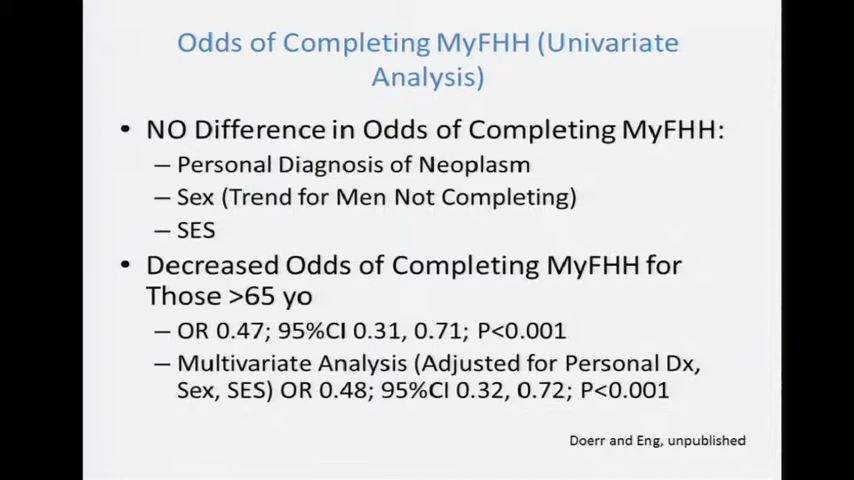 Odds of Completing MyFHH (Univariate
Analysis)
• NO Difference in Odds of Completing MyFHH:
– Personal Diagnosis of Neoplasm
– Sex (Trend for Men Not Completing)
– SES
• Decreased Odds of Completing MyFHH for
Those >65 yo
– OR 0.47; 95%CI 0.31, 0.71; P<0.001
– Multivariate Analysis (Adjusted for Personal Dx,
Sex, SES) OR 0.48; 95%CI 0.32, 0.72; P<0.001
Doerr and Eng, unpublished